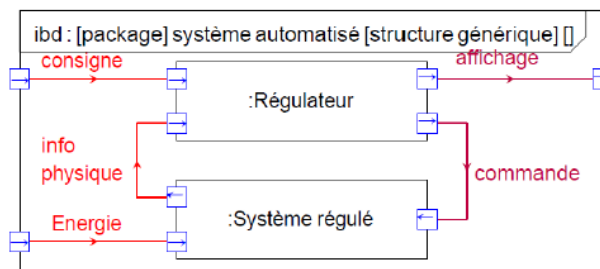 ibd : [package] système automatisé [structure générique] []
consigne
affichage
:Régulateur
info
physique
commande
:Système régulé
Energie